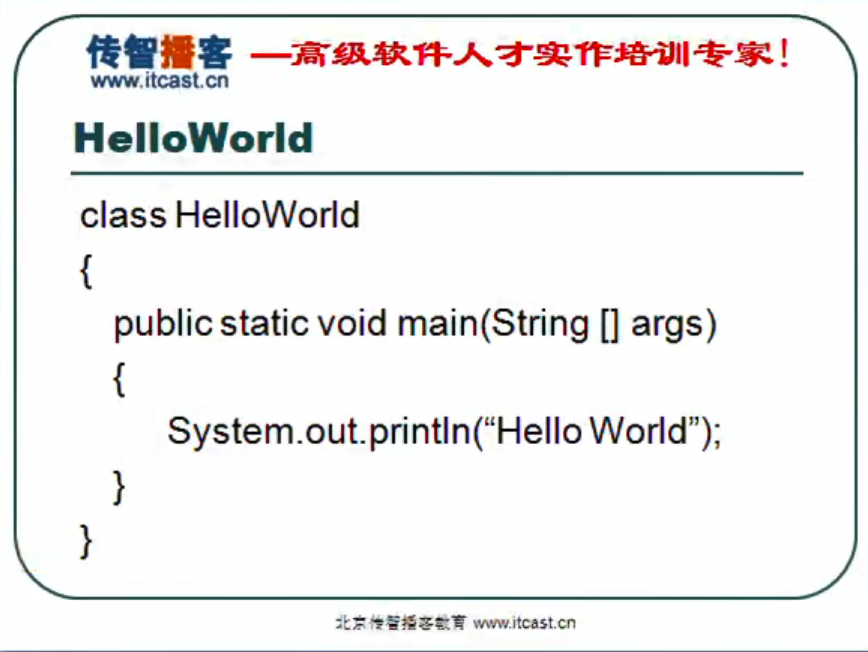 传智播客 —高级软件人才实作培训专家!
www.itcast.cn
HelloWorld
class HelloWorld
{
public static void main(String [] args)
{
System.out.println(“Hello World”);
}
}
北京传智播客教育 www.itcast.cn